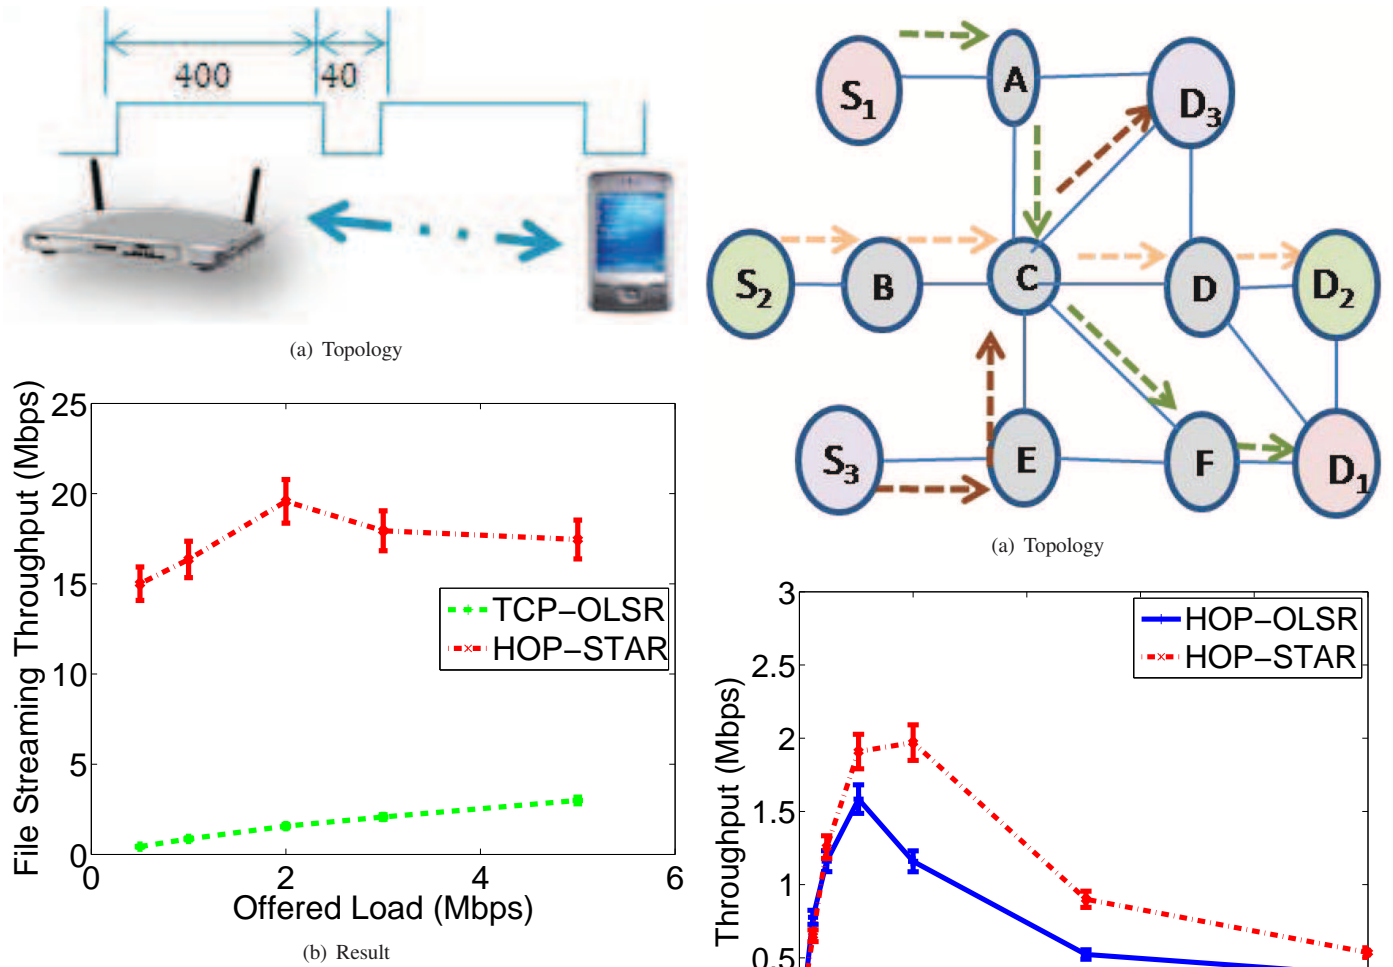 400
40
(a) Topology
25
20
15
10
5
0
0
2
4
6
File Streaming Throughput (Mbps)
TCP-OLSR
HOP-STAR
Offered Load (Mbps)
(b) Result
S1
A
D3
S2
B
C
D
D2
S3
E
F
D1
(a) Topology
3
2.5
2
1.5
1
0.5
Throughput (Mbps)
HOP-OLSR
HOP-STAR